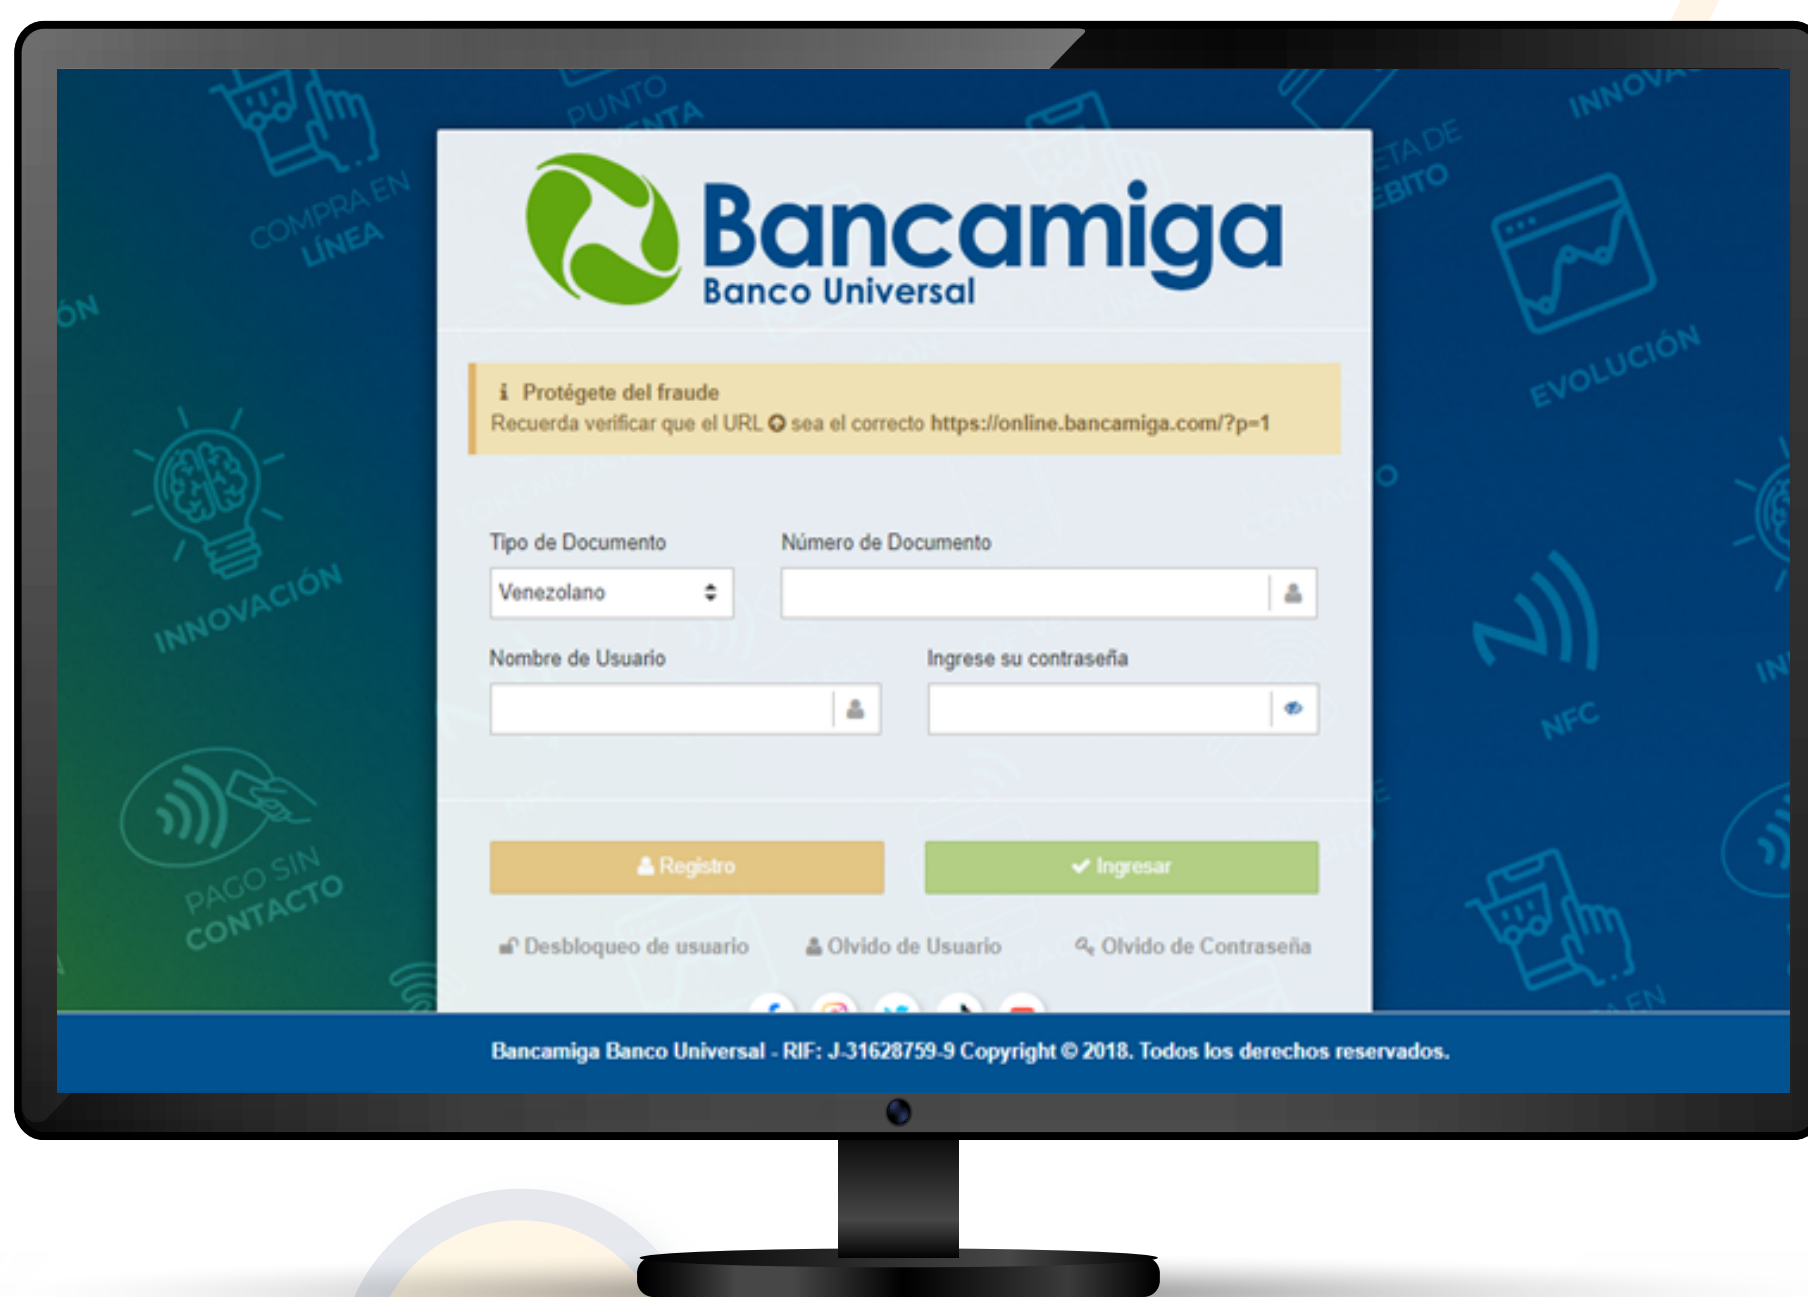 PUNTO
VENTA
COMPRA EN
LÍNEA
DÉBITO
EVOLUCIÓN
INNOVACIÓN
PAGO SIN
CONTACTO
NFC
Bancamiga
Banco Universal
Protégete del fraude
Recuerda verificar que el URL sea el correcto https://online.bancamiga.com/?p=1
Tipo de Documento Número de Documento
Venezolano
Nombre de Usuario Ingrese su contraseña
Registro Ingresar
Desbloqueo de usuario Olvido de Usuario Olvido de Contraseña
Bancamiga Banco Universal - RIF: J-31628759-9 Copyright © 2018. Todos los derechos reservados.